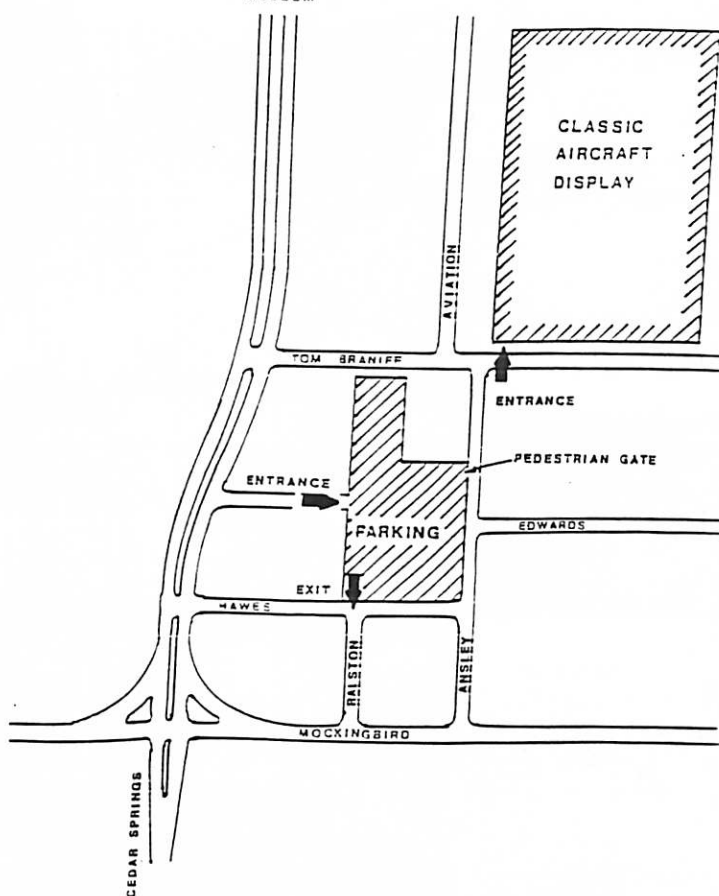 CLASSIC
AIRCRAFT
DISPLAY
AVIATION
TOM BRANIFF
ENTRANCE
PEDESTRIAN GATE
ENTRANCE
PARKING
EDWARDS
EXIT
HAWES
RALSTON
ANSLEY
MOCKINGBIRD
CEDAR SPRINGS